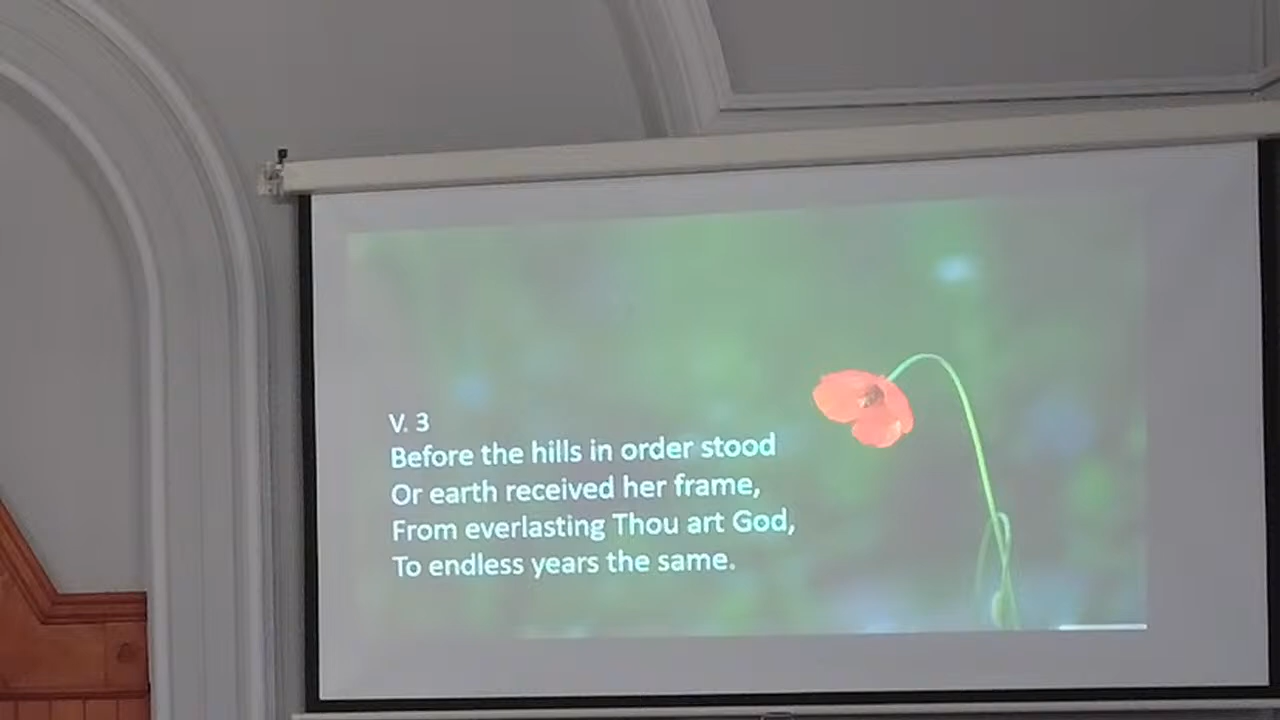 V. 3
Before the hills in order stood
Or earth received her frame,
From everlasting Thou art God,
To endless years the same.